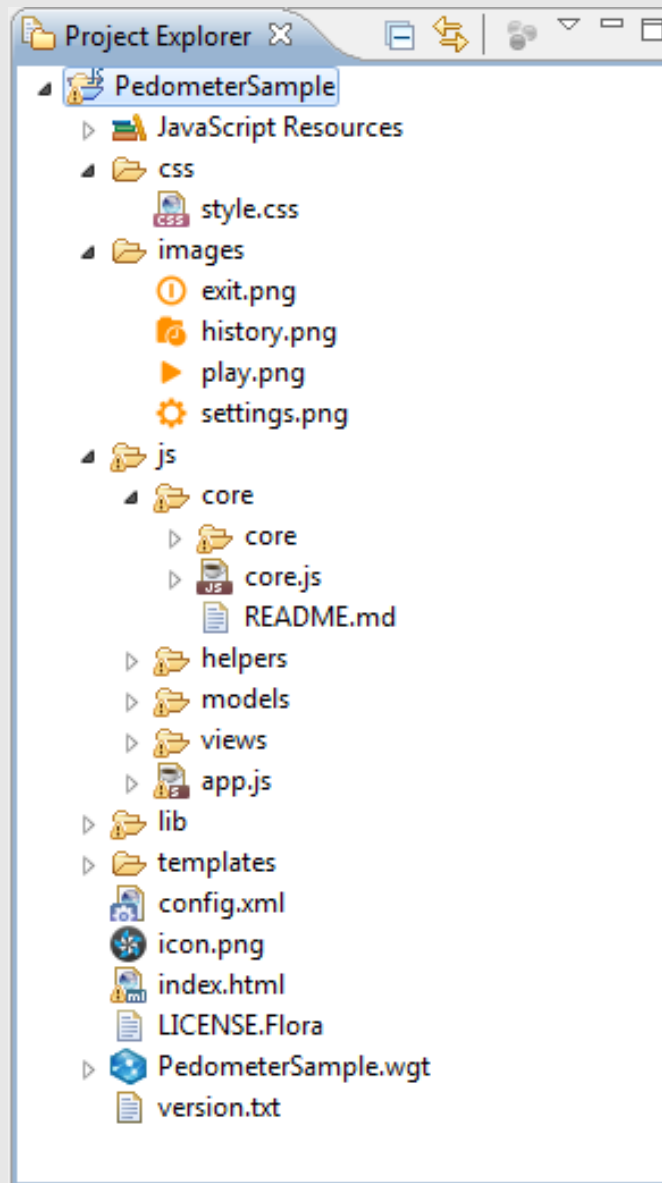 Project Explorer
PedometerSample
JavaScript Resources
css
style.css
images
exit.png
history.png
play.png
settings.png
js
core
core
core.js
README.md
helpers
models
views
app.js
lib
templates
config.xml
icon.png
index.html
LICENSE.Flora
PedometerSample.wgt
version.txt